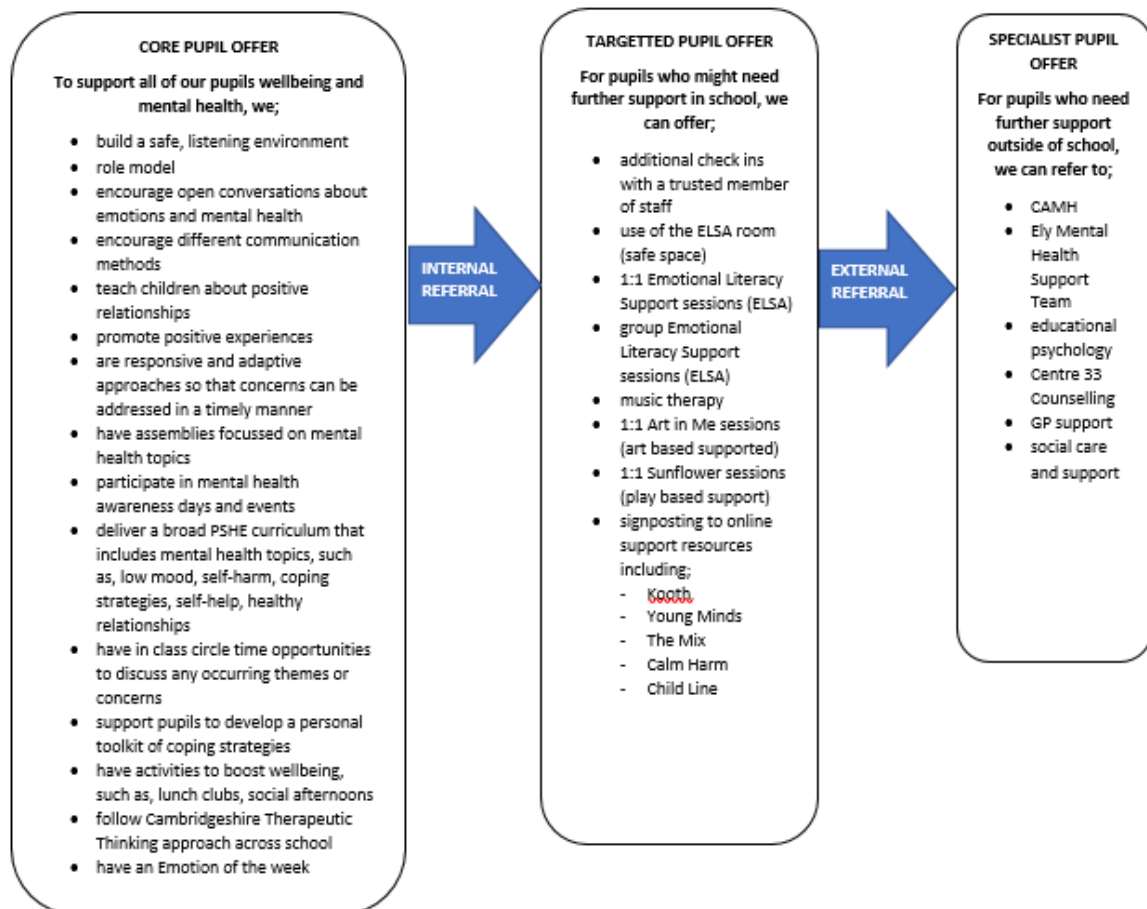 CORE PUPIL OFFER
To support all of our pupils wellbeing and
mental health, we;
• build a safe, listening environment
• role model
• encourage open conversations about
emotions and mental health
• encourage different communication
methods
• teach children about positive
relationships
• promote positive experiences
• are responsive and adaptive
approaches so that concerns can be
addressed in a timely manner
• have assemblies focussed on mental
health topics
• participate in mental health
awareness days and events
• deliver a broad PSHE curriculum that
includes mental health topics, such
as, low mood, self-harm, coping
strategies, self-help, healthy
relationships
• have in class circle time opportunities
to discuss any occurring themes or
concerns
• support pupils to develop a personal
toolkit of coping strategies
• have activities to boost wellbeing,
such as, lunch clubs, social afternoons
• follow Cambridgeshire Therapeutic
Thinking approach across school
• have an Emotion of the week
INTERNAL
REFERRAL
TARGETTED PUPIL OFFER
For pupils who might need
further support in school, we
can offer;
• additional check ins
with a trusted member
of staff
• use of the ELSA room
(safe space)
• 1:1 Emotional Literacy
Support sessions (ELSA)
• group Emotional
Literacy Support
sessions (ELSA)
• music therapy
• 1:1 Art in Me sessions
(art based supported)
• 1:1 Sunflower sessions
(play based support)
• signposting to online
support resources
including;
- Kooth
- Young Minds
- The Mix
- Calm Harm
- Child Line
EXTERNAL
REFERRAL
SPECIALIST PUPIL
OFFER
For pupils who need
further support
outside of school,
we can refer to;
• CAMH
• Ely Mental
Health
Support
Team
• educational
psychology
• Centre 33
Counselling
• GP support
• social care
and support